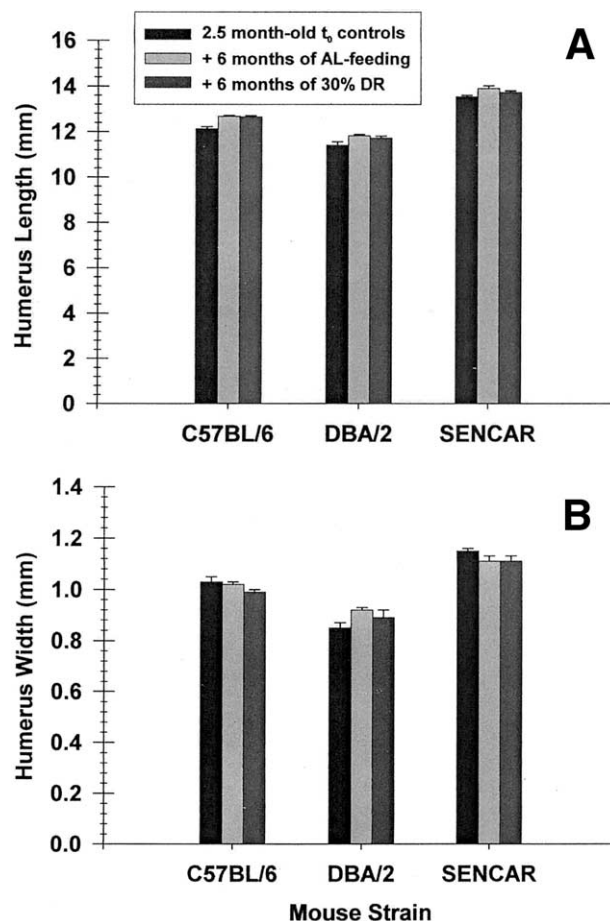 2.5 month-old t₀ controls
+ 6 months of AL-feeding
+ 6 months of 30% DR
A
Humerus Length (mm)
16
14
12
10
8
6
4
2
0
C57BL/6 DBA/2 SENCAR
B
Humerus Width (mm)
1.4
1.2
1.0
0.8
0.6
0.4
0.2
0.0
C57BL/6 DBA/2 SENCAR
Mouse Strain